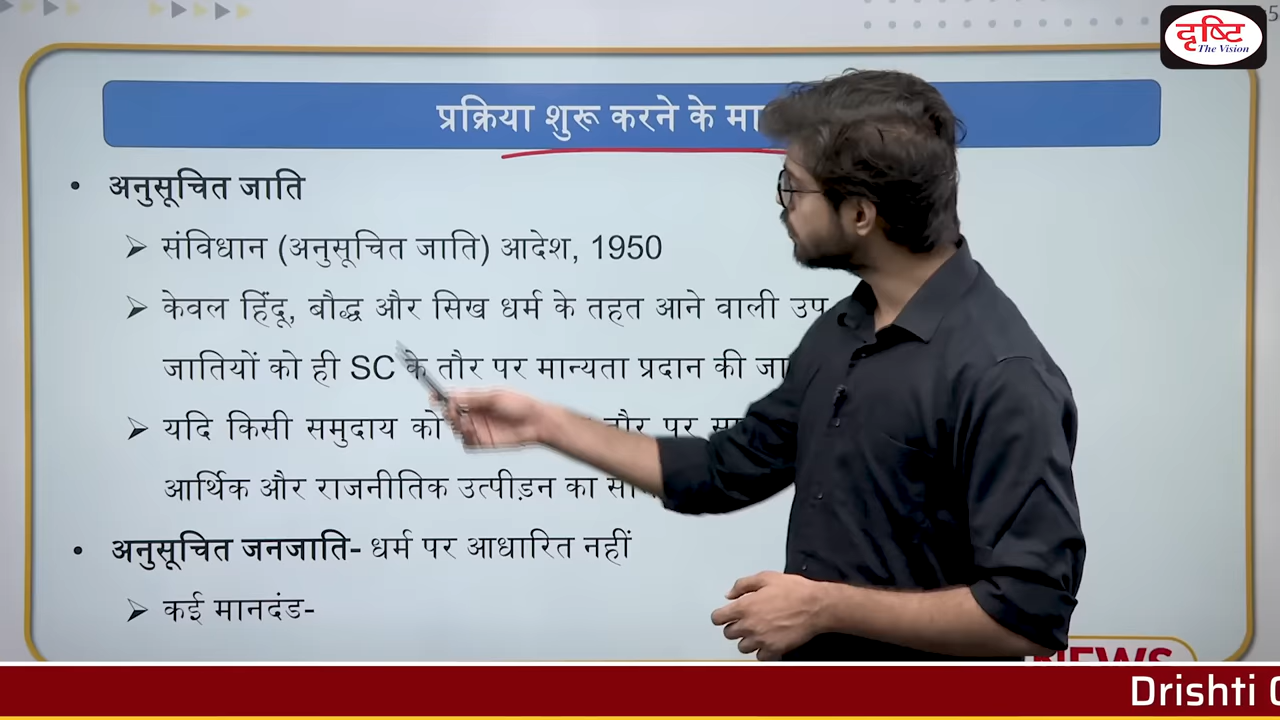 दृष्टि
The Vision
प्रक्रिया शुरू करने के
• अनुसूचित जाति
➢ संविधान (अनुसूचित जाति) आदेश, 1950
➢ केवल हिंदू, बौद्ध और सिख धर्म के तहत आने वाली उप
जातियों को ही SC के तौर पर मान्यता प्रदान की
➢ यदि किसी समुदाय को तौर पर
आर्थिक और राजनीतिक उत्पीड़न का
• अनुसूचित जनजाति- धर्म पर आधारित नहीं
➢ कई मानदंड-
NEWS
Drishti